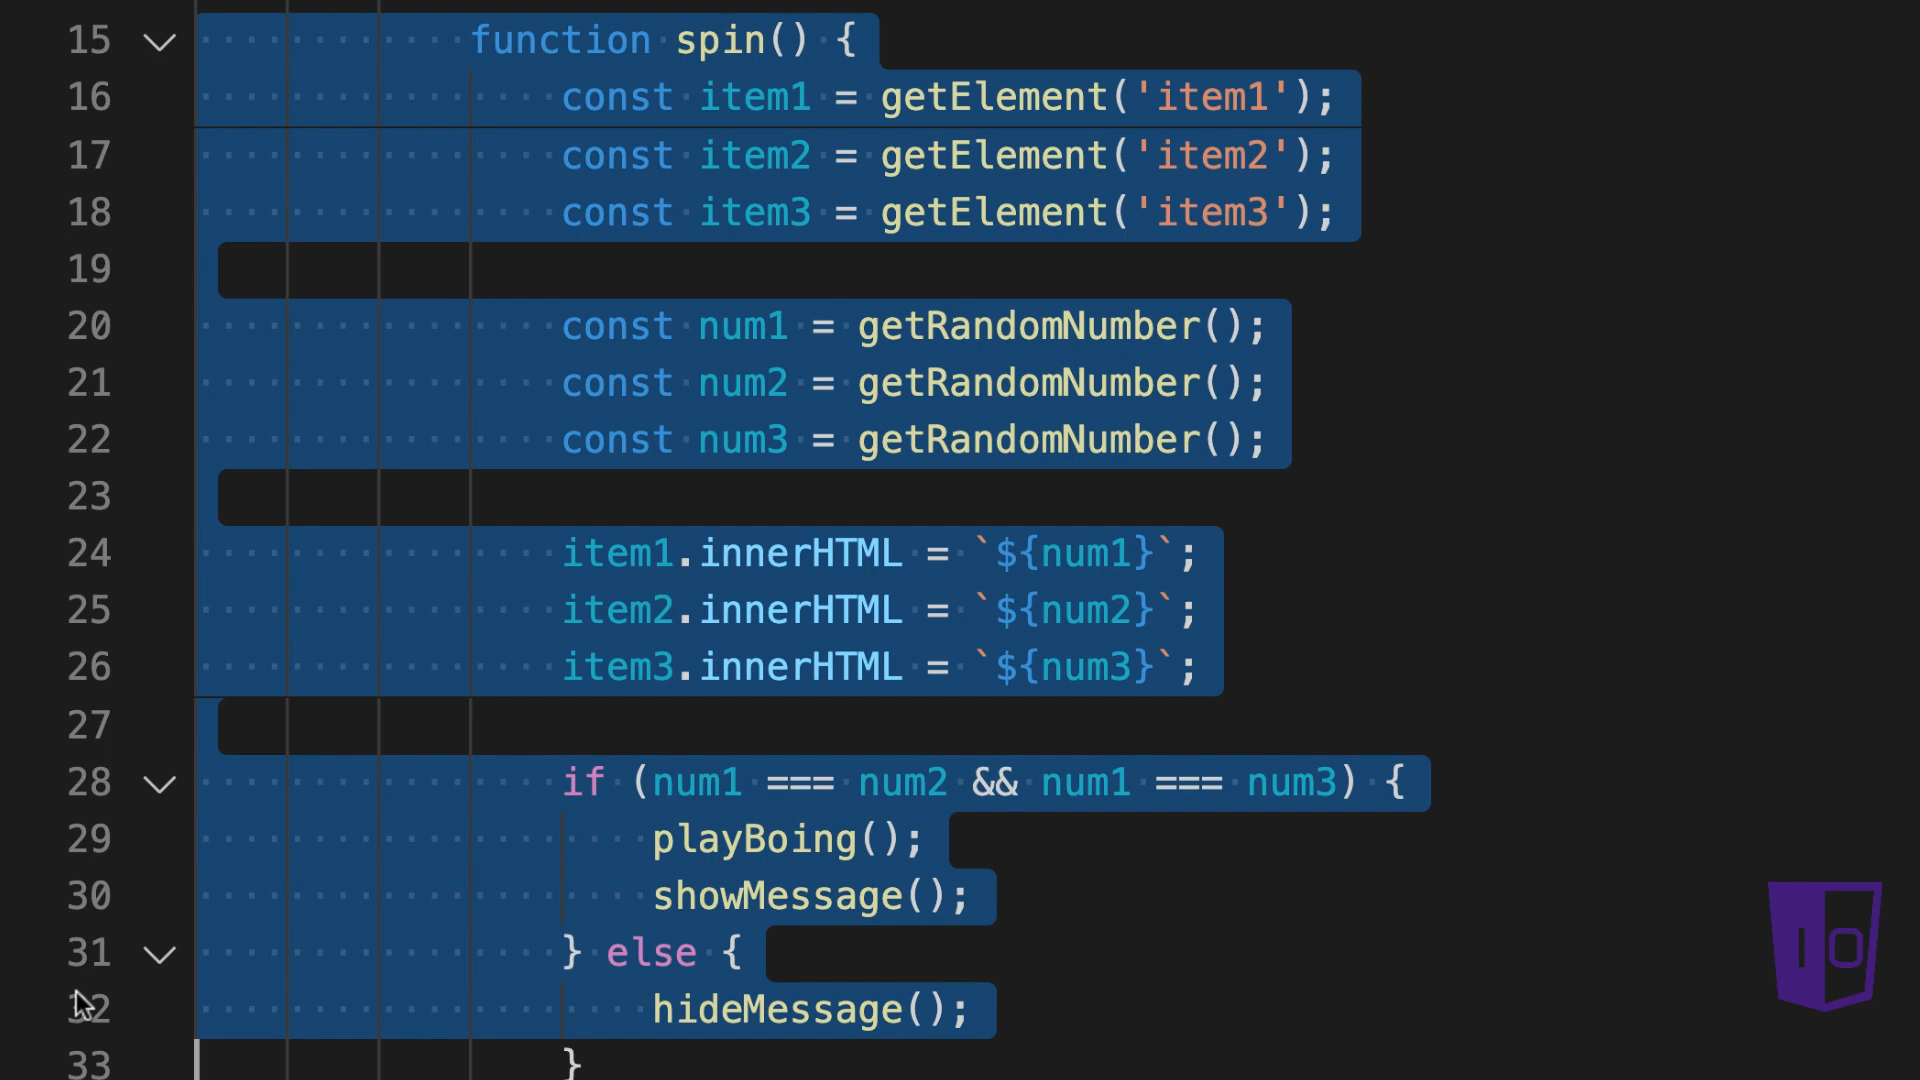 15 function spin() {
16 const item1 = getElement('item1');
17 const item2 = getElement('item2');
18 const item3 = getElement('item3');
19
20 const num1 = getRandomNumber();
21 const num2 = getRandomNumber();
22 const num3 = getRandomNumber();
23
24 item1.innerHTML = `${num1}`;
25 item2.innerHTML = `${num2}`;
26 item3.innerHTML = `${num3}`;
27
28 if (num1 === num2 && num1 === num3) {
29 playBoing();
30 showMessage();
31 } else {
32 hideMessage();
33 }
IO